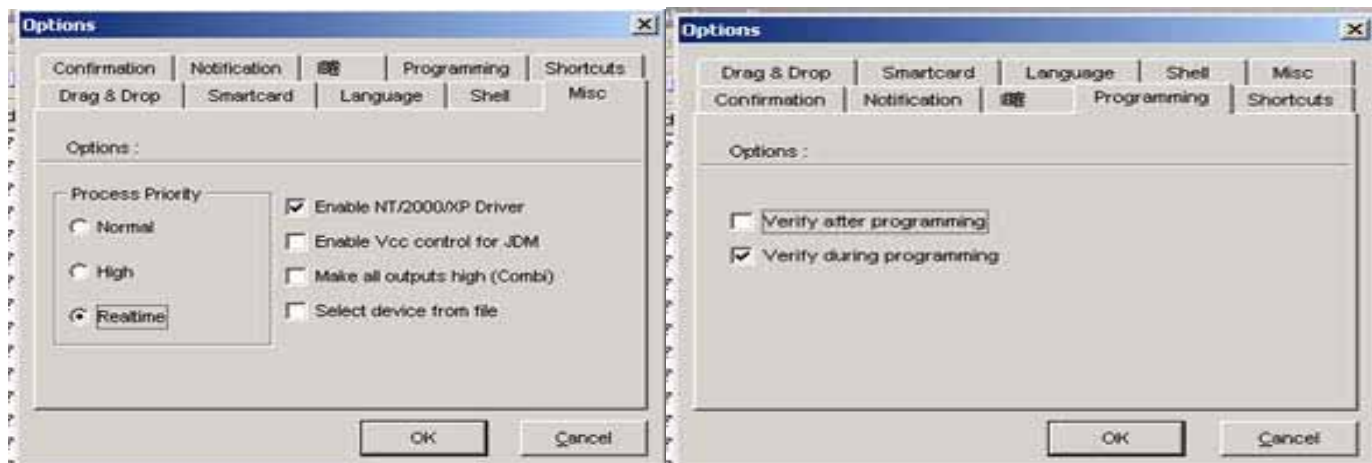 Options
Confirmation Notification Programming Shortcuts
Drag & Drop Smartcard Language Shell Misc
Options :
Process Priority
Normal
High
Realtime
Enable NT/2000/XP Driver
Enable Vcc control for JDM
Make all outputs high (Combi)
Select device from file
OK Cancel
Options
Drag & Drop Smartcard Language Shell Misc
Confirmation Notification Programming Shortcuts
Options :
Verify after programming
Verify during programming
OK Cancel